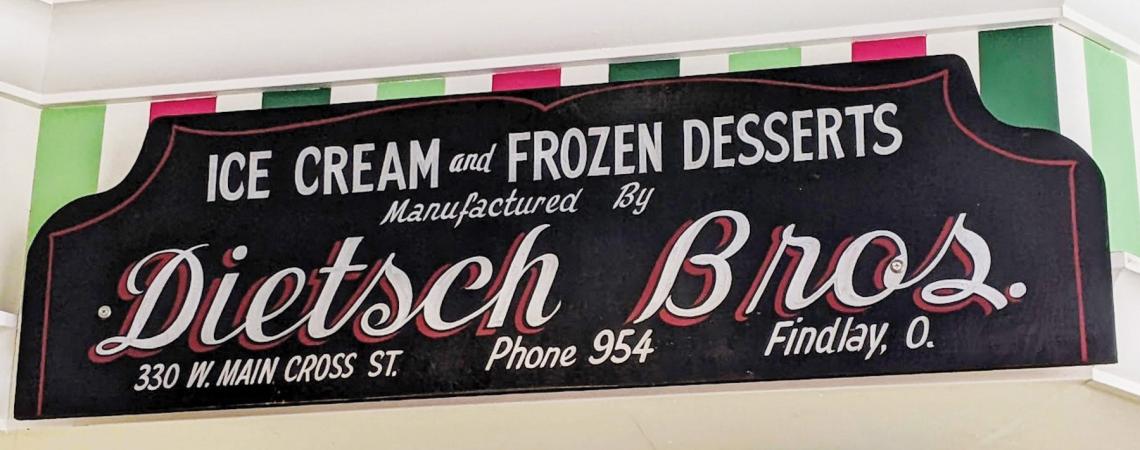 ICE CREAM and FROZEN DESSERTS
Manufactured By
Dietsch Bros.
330 W. MAIN CROSS ST. Phone 954 Findlay, O.